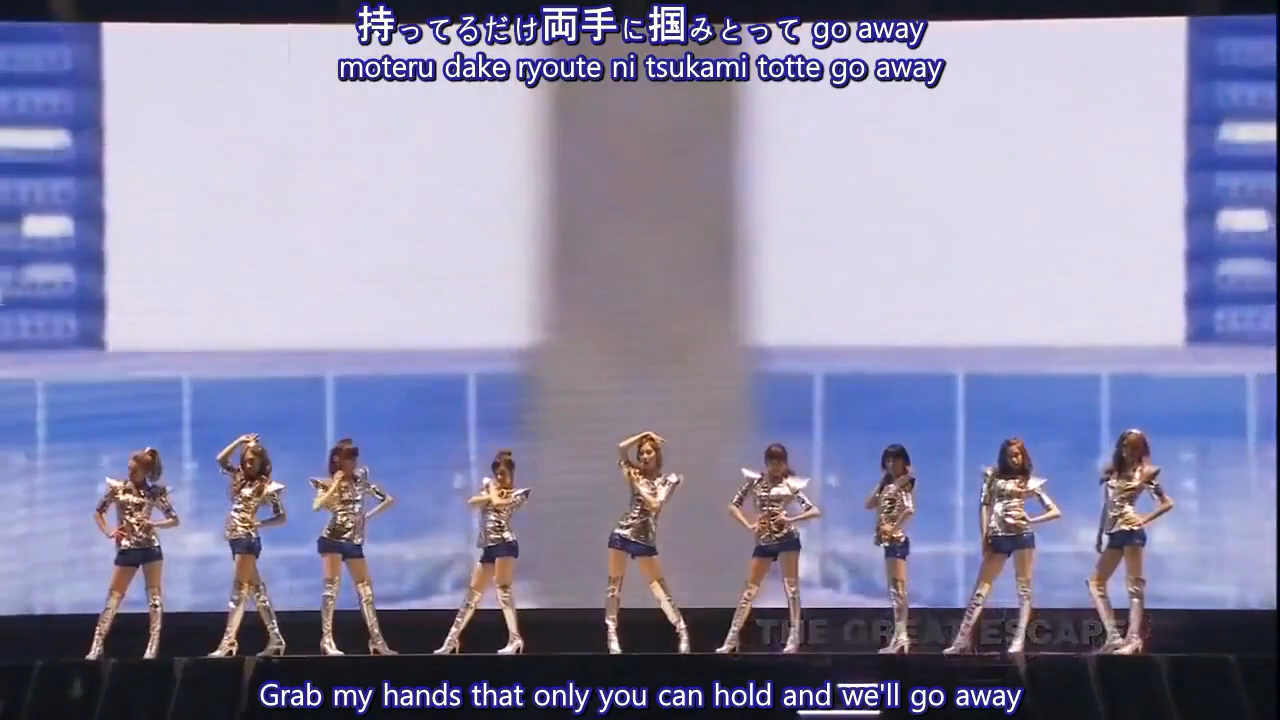 持ってるだけ両手に掴みとって go away
moteru dake ryoute ni tsukami totte go away
THE GREAT ESCAPE
Grab my hands that only you can hold and we'll go away